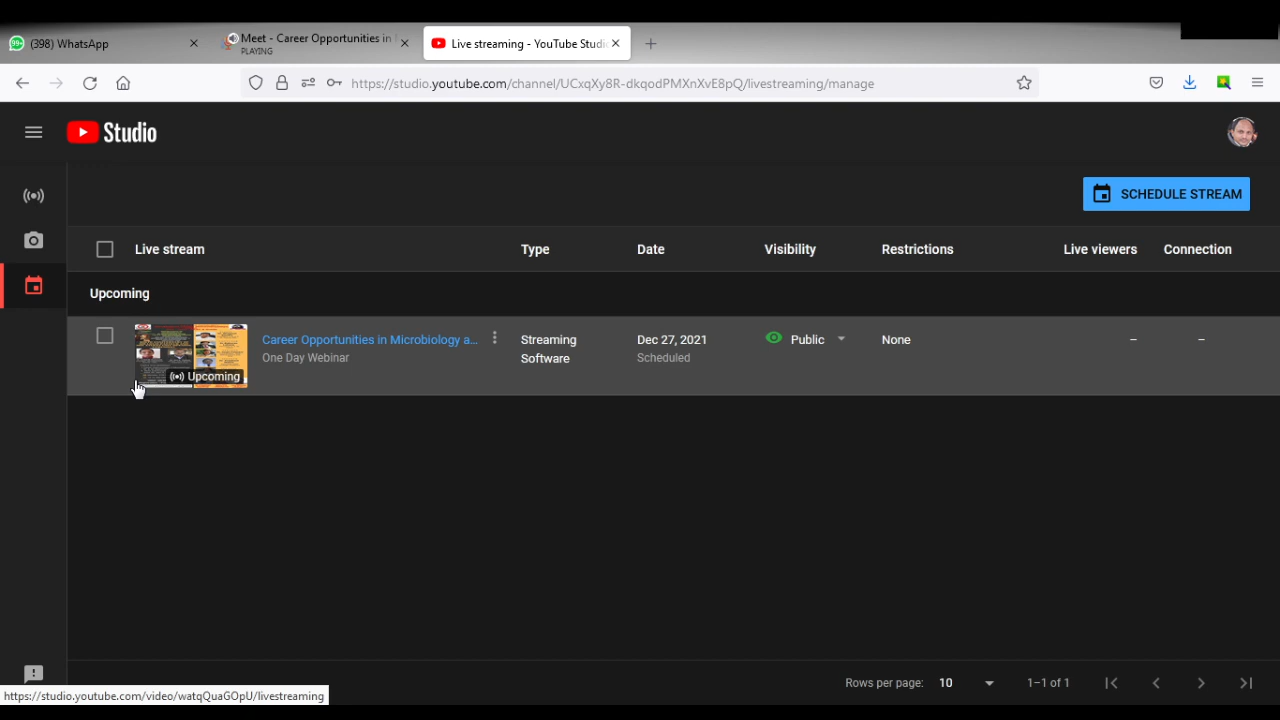 99+ (398) WhatsApp
Meet - Career Opportunities in
PLAYING
Live streaming - YouTube Studio
https://studio.youtube.com/channel/UCxqXy8R-dkqodPMXnXvE8pQ/livestreaming/manage
Studio
SCHEDULE STREAM
Live stream Type Date Visibility Restrictions Live viewers Connection
Upcoming
Career Opportunities in Microbiology a... Streaming Dec 27, 2021 Public None – –
One Day Webinar Software Scheduled
Upcoming
Rows per page: 10 1–1 of 1
https://studio.youtube.com/video/watqQuaGOpU/livestreaming